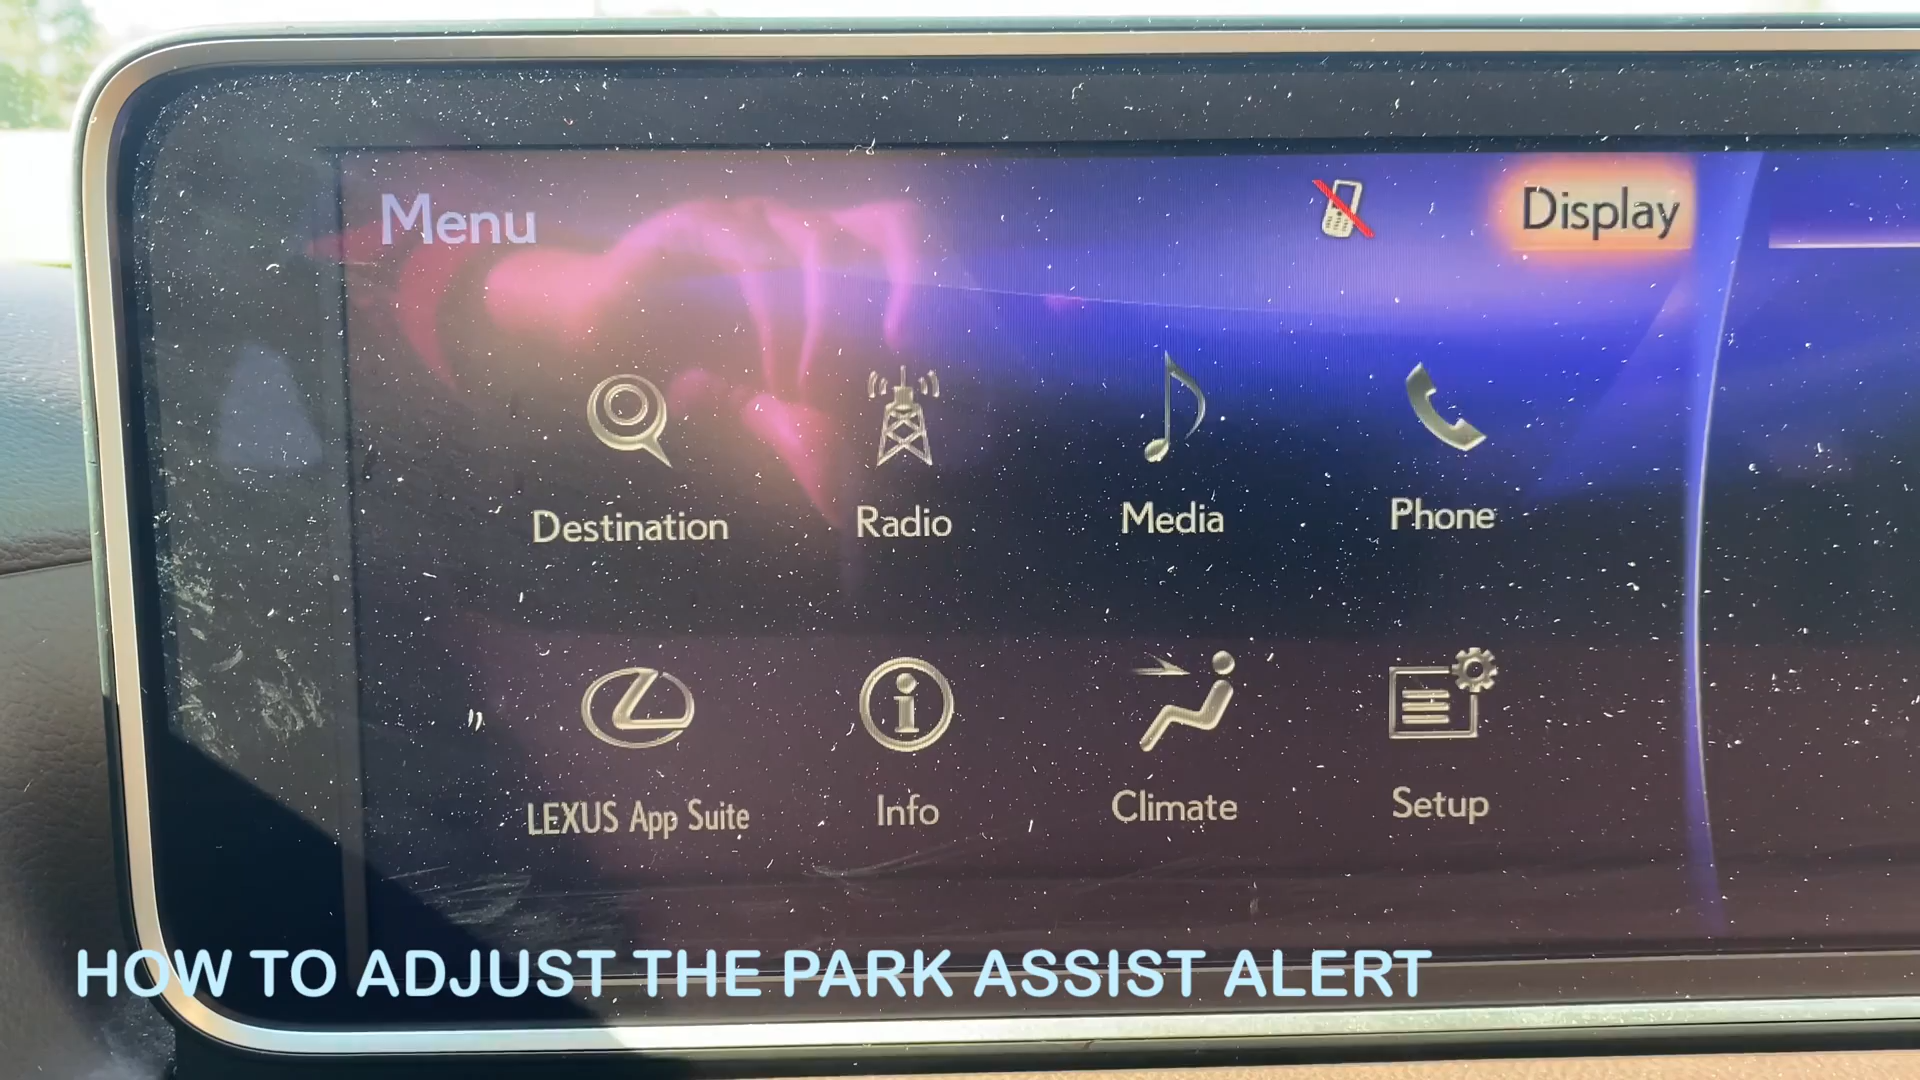 Menu
Display
Destination
Radio
Media
Phone
LEXUS App Suite
Info
Climate
Setup
HOW TO ADJUST THE PARK ASSIST ALERT